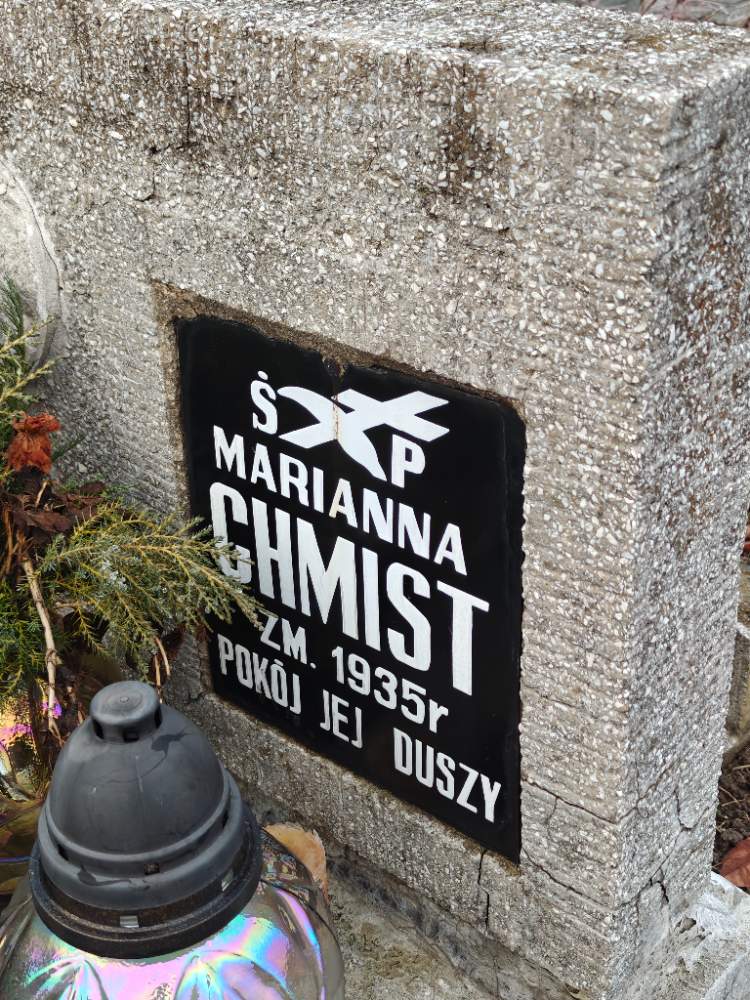 Ś P
MARIANNA
CHMIST
ZM. 1935r
POKÓJ JEJ DUSZY